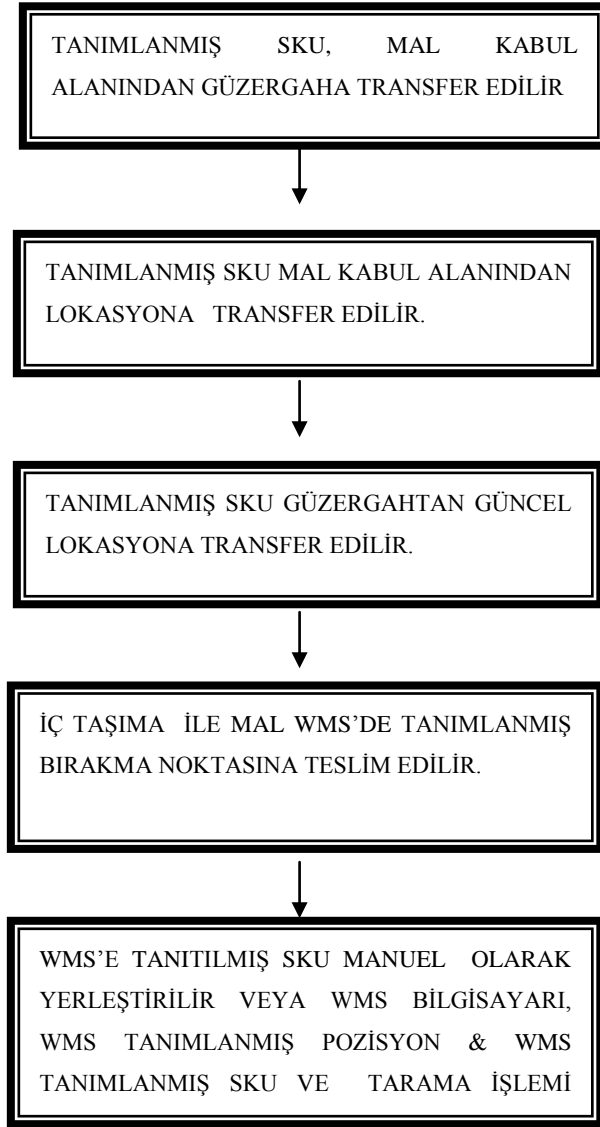 TANIMLANMIŞ SKU, MAL KABUL
ALANINDAN GÜZERGAHA TRANSFER EDİLİR
TANIMLANMIŞ SKU MAL KABUL ALANINDAN
LOKASYONA TRANSFER EDİLİR.
TANIMLANMIŞ SKU GÜZERGAHTAN GÜNCEL
LOKASYONA TRANSFER EDİLİR.
İÇ TAŞIMA İLE MAL WMS’DE TANIMLANMIŞ
BIRAKMA NOKTASINA TESLİM EDİLİR.
WMS’E TANITILMIŞ SKU MANUEL OLARAK
YERLEŞTİRİLİR VEYA WMS BİLGİSAYARI,
WMS TANIMLANMIŞ POZİSYON & WMS
TANIMLANMIŞ SKU VE TARAMA İŞLEMİ